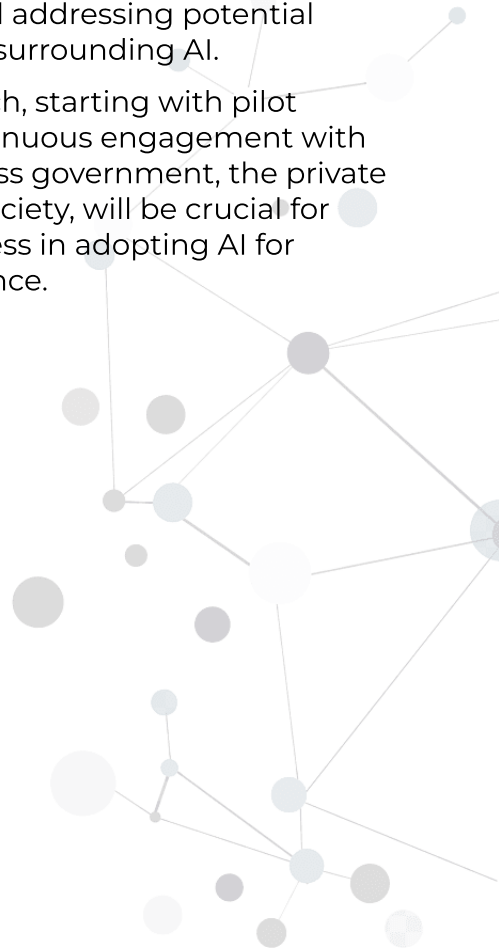 addressing potential
surrounding AI.
h, starting with pilot
nuous engagement with
ss government, the private
ciety, will be crucial for
ess in adopting AI for
nce.